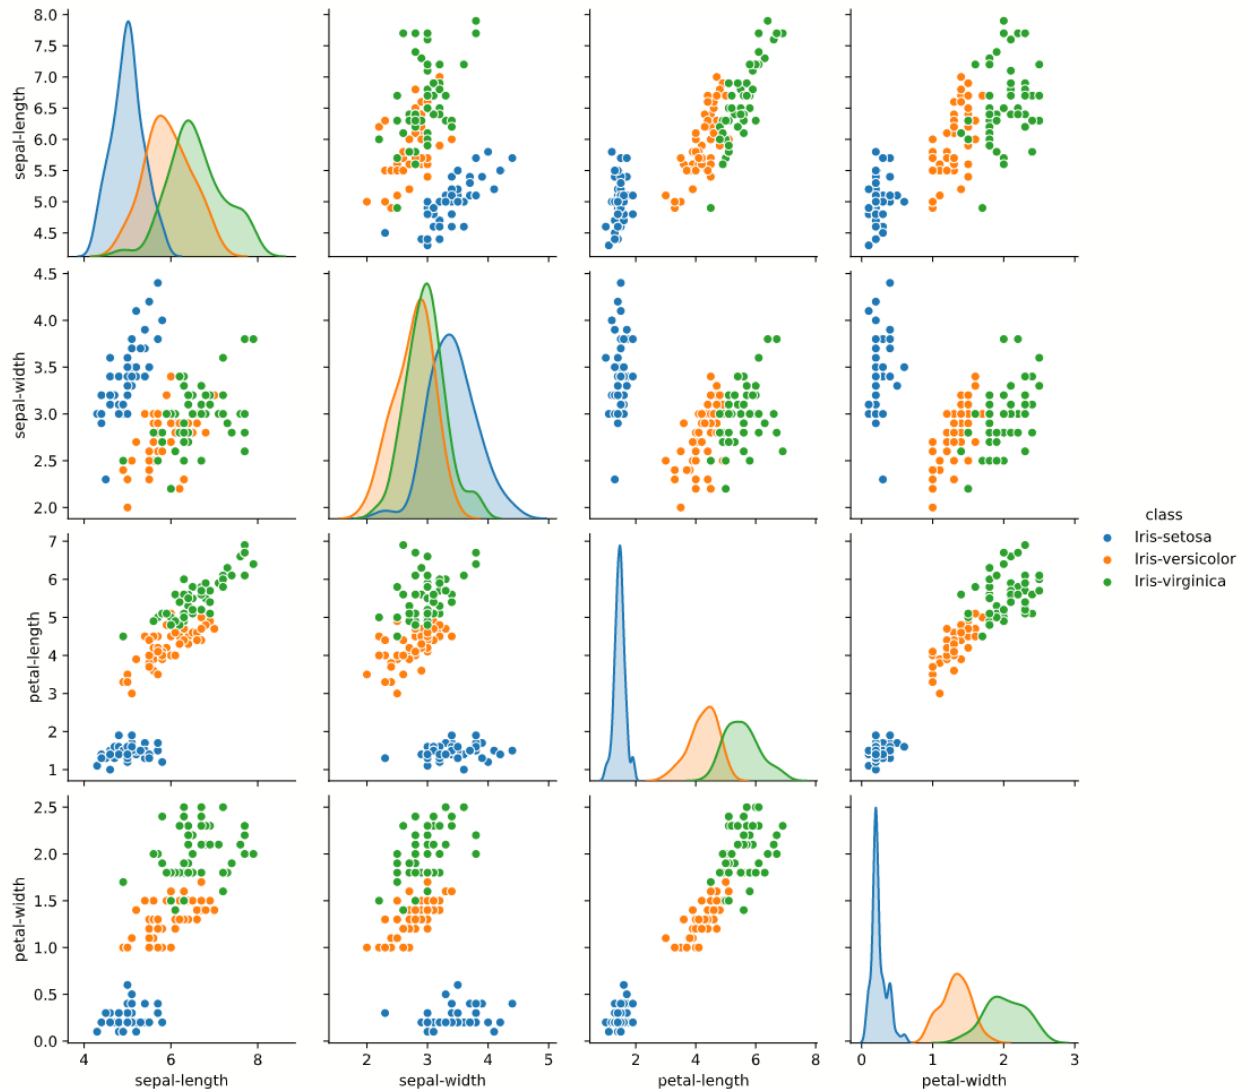 8.0
7.5
7.0
6.5
6.0
5.5
5.0
4.5
sepal-length
4.5
4.0
3.5
3.0
2.5
2.0
sepal-width
class
Iris-setosa
Iris-versicolor
Iris-virginica
7
6
5
4
3
2
1
petal-length
2.5
2.0
1.5
1.0
0.5
0.0
petal-width
4 6 8
sepal-length
2 3 4 5
sepal-width
2 4 6 8
petal-length
0 1 2 3
petal-width